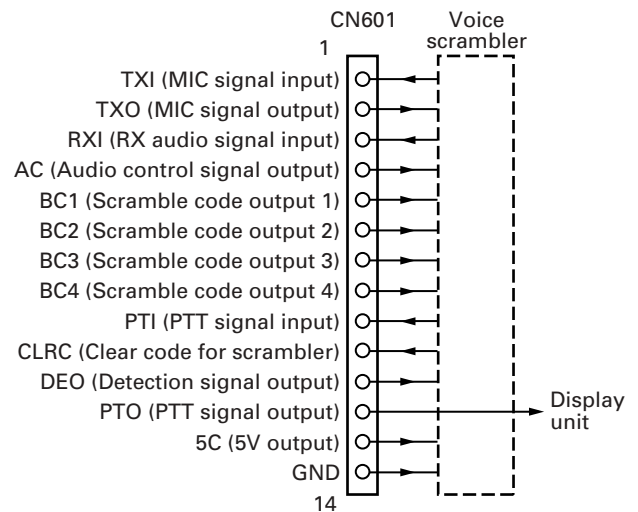 CN601
Voice
scrambler
1
TXI (MIC signal input)
TXO (MIC signal output)
RXI (RX audio signal input)
AC (Audio control signal output)
BC1 (Scramble code output 1)
BC2 (Scramble code output 2)
BC3 (Scramble code output 3)
BC4 (Scramble code output 4)
PTI (PTT signal input)
CLRC (Clear code for scrambler)
DEO (Detection signal output)
PTO (PTT signal output)
Display
unit
5C (5V output)
GND
14